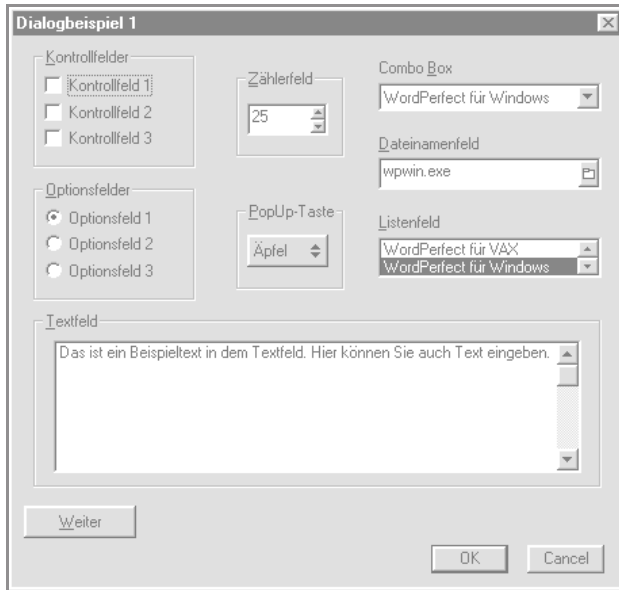 Dialogbeispiel 1
Kontrollfelder
Kontrollfeld 1
Kontrollfeld 2
Kontrollfeld 3
Zählerfeld
25
Combo Box
WordPerfect für Windows
Dateinamenfeld
wpwin.exe
Optionsfelder
Optionsfeld 1
Optionsfeld 2
Optionsfeld 3
PopUp-Taste
Äpfel
Listenfeld
WordPerfect für VAX
WordPerfect für Windows
Textfeld
Das ist ein Beispieltext in dem Textfeld. Hier können Sie auch Text eingeben.
Weiter
OK
Cancel